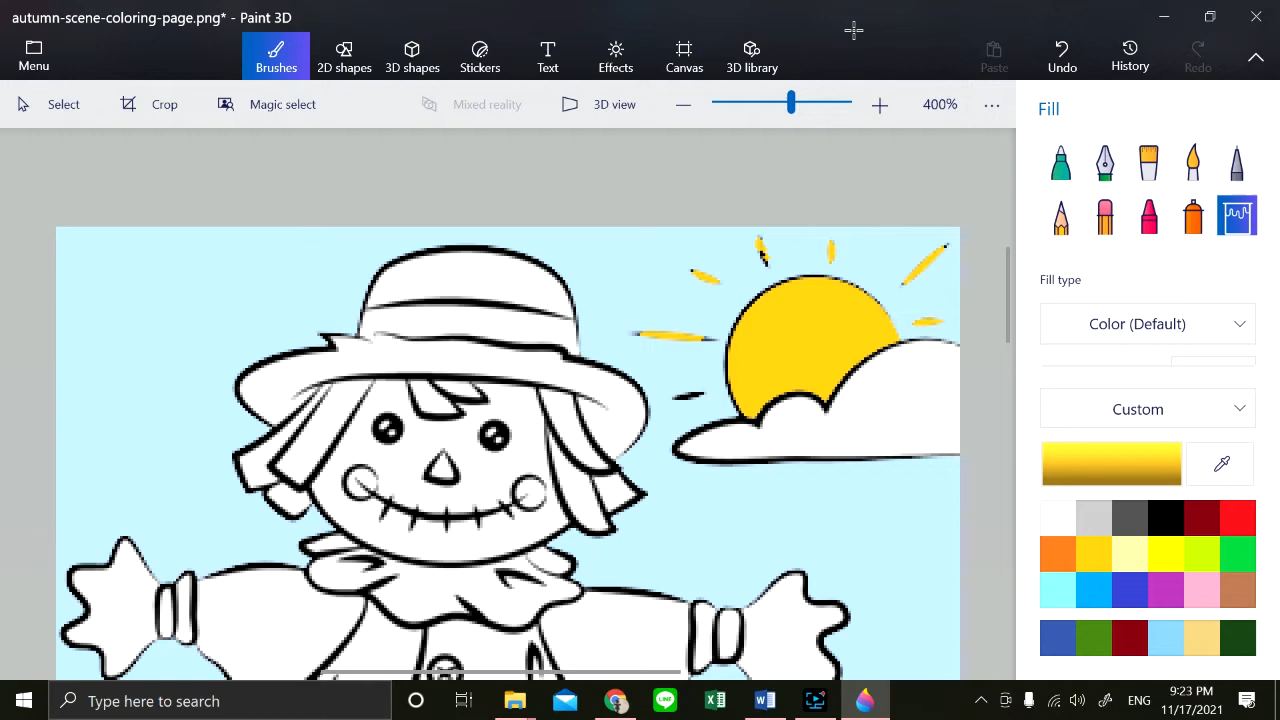 autumn-scene-coloring-page.png* - Paint 3D
Menu
Brushes
2D shapes
3D shapes
Stickers
Text
Effects
Canvas
3D library
Paste
Undo
History
Redo
Select
Crop
Magic select
Mixed reality
3D view
400%
Fill
Fill type
Color (Default)
Custom
Type here to search
ENG
9:23 PM
11/17/2021